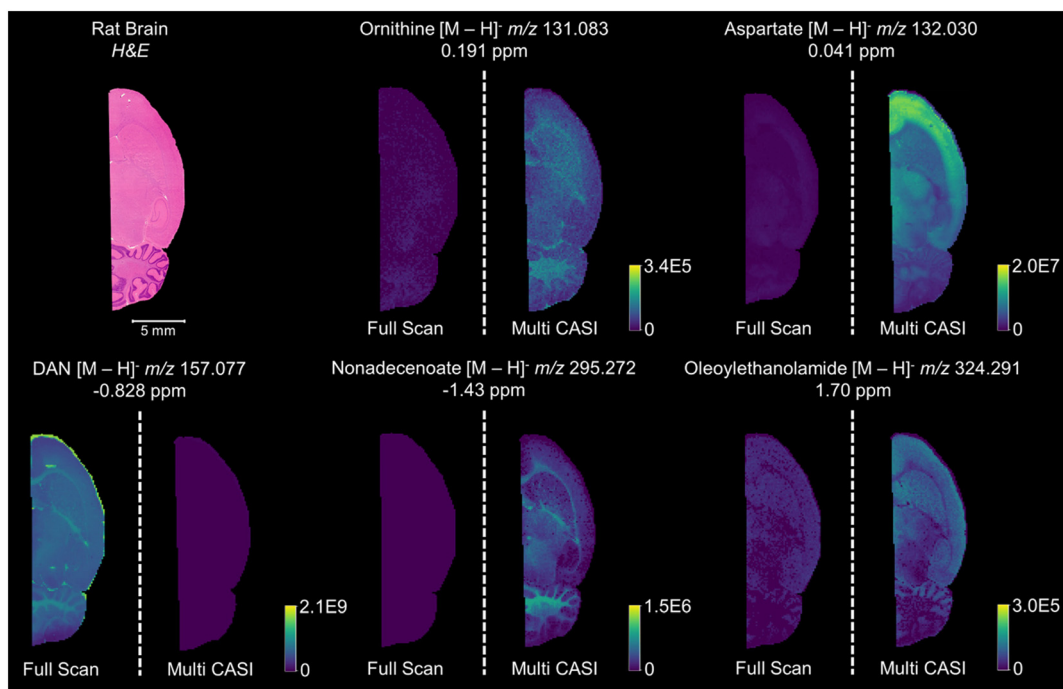 Rat Brain
H&E
5 mm
Ornithine [M – H]⁻ m/z 131.083
0.191 ppm
Full Scan
Multi CASI
3.4E5
0
Aspartate [M – H]⁻ m/z 132.030
0.041 ppm
Full Scan
Multi CASI
2.0E7
0
DAN [M – H]⁻ m/z 157.077
-0.828 ppm
Full Scan
Multi CASI
2.1E9
0
Nonadecenoate [M – H]⁻ m/z 295.272
-1.43 ppm
Full Scan
Multi CASI
1.5E6
0
Oleoylethanolamide [M – H]⁻ m/z 324.291
1.70 ppm
Full Scan
Multi CASI
3.0E5
0